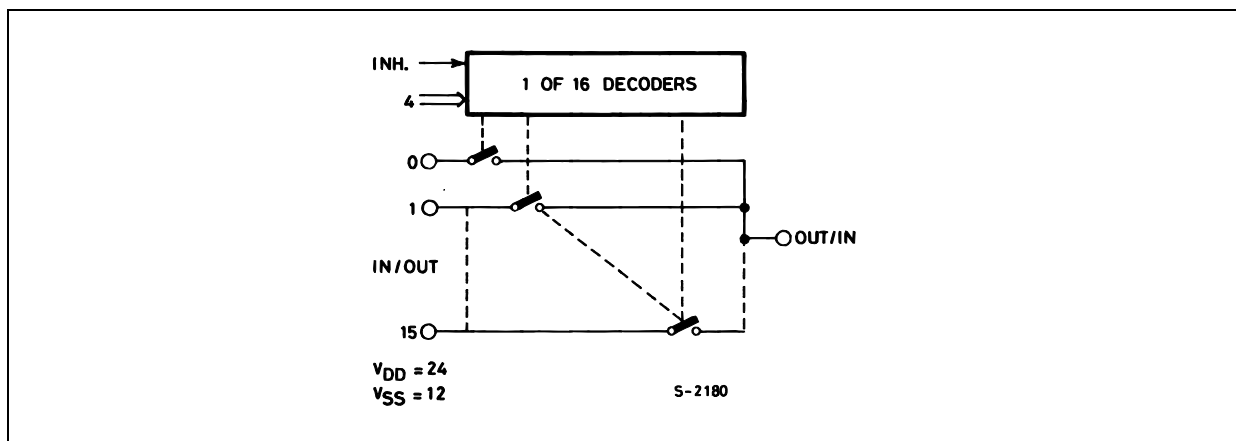 INH.
1 OF 16 DECODERS
4
0
1
OUT/IN
IN/OUT
15
VDD = 24
VSS = 12
S-2180